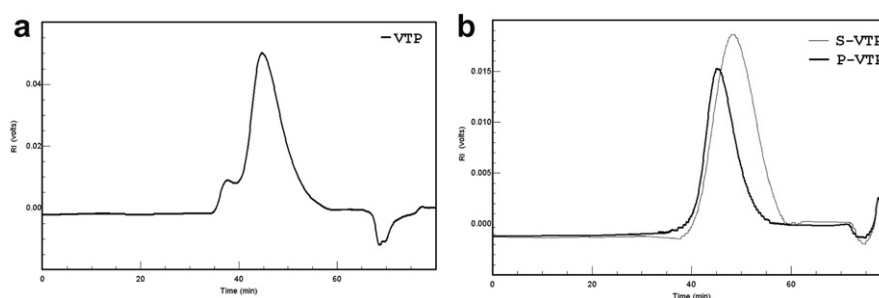 a
VTP
RI (volts)
0.04
0.02
0.00
0
20
40
60
Time (min)
b
S-VTP
P-VTP
RI (volts)
0.015
0.010
0.005
0.000
0
20
40
60
Time (min)